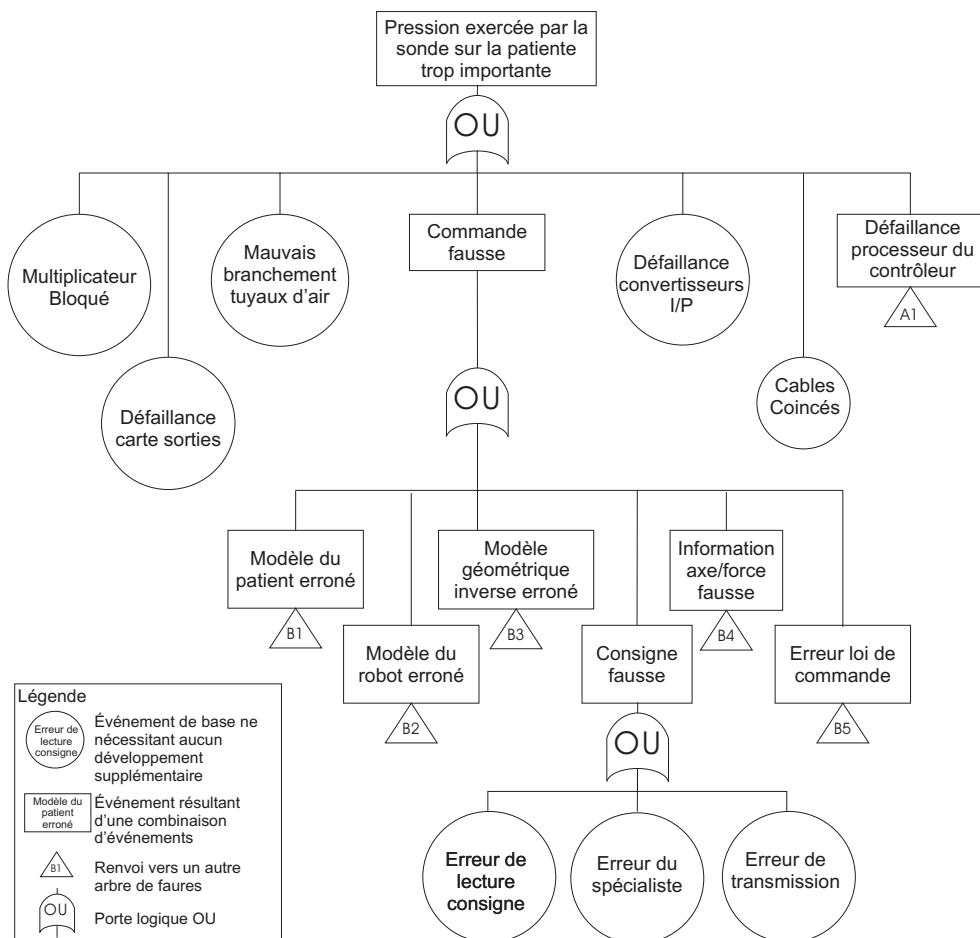 Pression exercée par la
sonde sur la patiente
trop importante
OU
Multiplicateur
Bloqué
Défaillance
carte sorties
Mauvais
branchement
tuyaux d'air
Commande
fausse
Défaillance
convertisseurs
I/P
Cables
Coincés
Défaillance
processeur du
contrôleur
A1
OU
Modèle du
patient erroné
B1
Modèle du
robot erroné
B2
Modèle
géométrique
inverse erroné
B3
Consigne
fausse
Information
axe/force
fausse
B4
Erreur loi de
commande
B5
OU
Erreur de
lecture
consigne
Erreur du
spécialiste
Erreur de
transmission
Légende
Erreur de
lecture
consigne
Événement de base ne
nécessitant aucun
développement
supplémentaire
Modèle du
patient
erroné
Événement résultant
d'une combinaison
d'événements
B1
Renvoi vers un autre
arbre de faures
OU
Porte logique OU